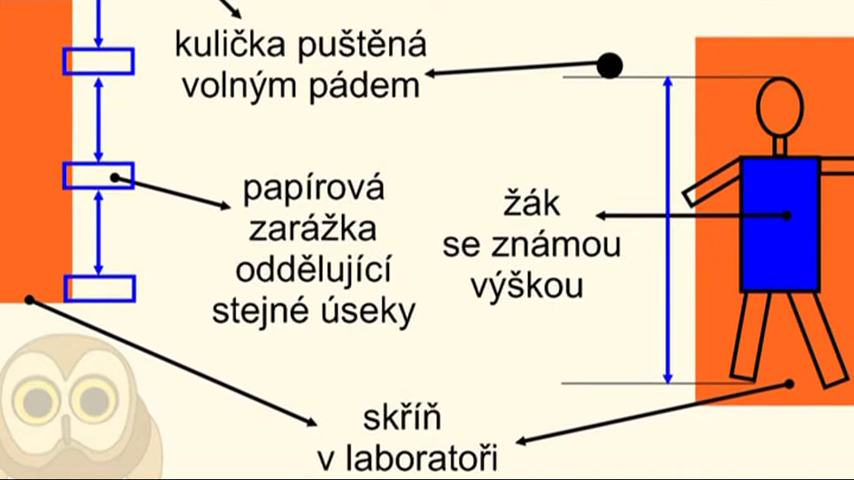 kulička puštěná
volným pádem
papírová
zarážka
oddělující
stejné úseky
žák
se známou
výškou
skříň
v laboratoři